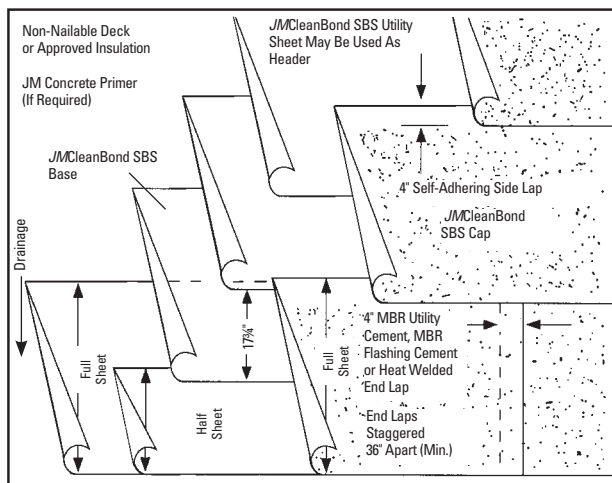 Non-Nailable Deck
or Approved Insulation
JM Concrete Primer
(If Required)
JMCleanBond SBS Utility
Sheet May Be Used As
Header
JMCleanBond SBS
Base
4" Self-Adhering Side Lap
JMCleanBond
SBS Cap
Drainage
Full
Sheet
Half
Sheet
17¾"
Full
Sheet
4" MBR Utility
Cement, MBR
Flashing Cement
or Heat Welded
End Lap
End Laps
Staggered
36" Apart (Min.)